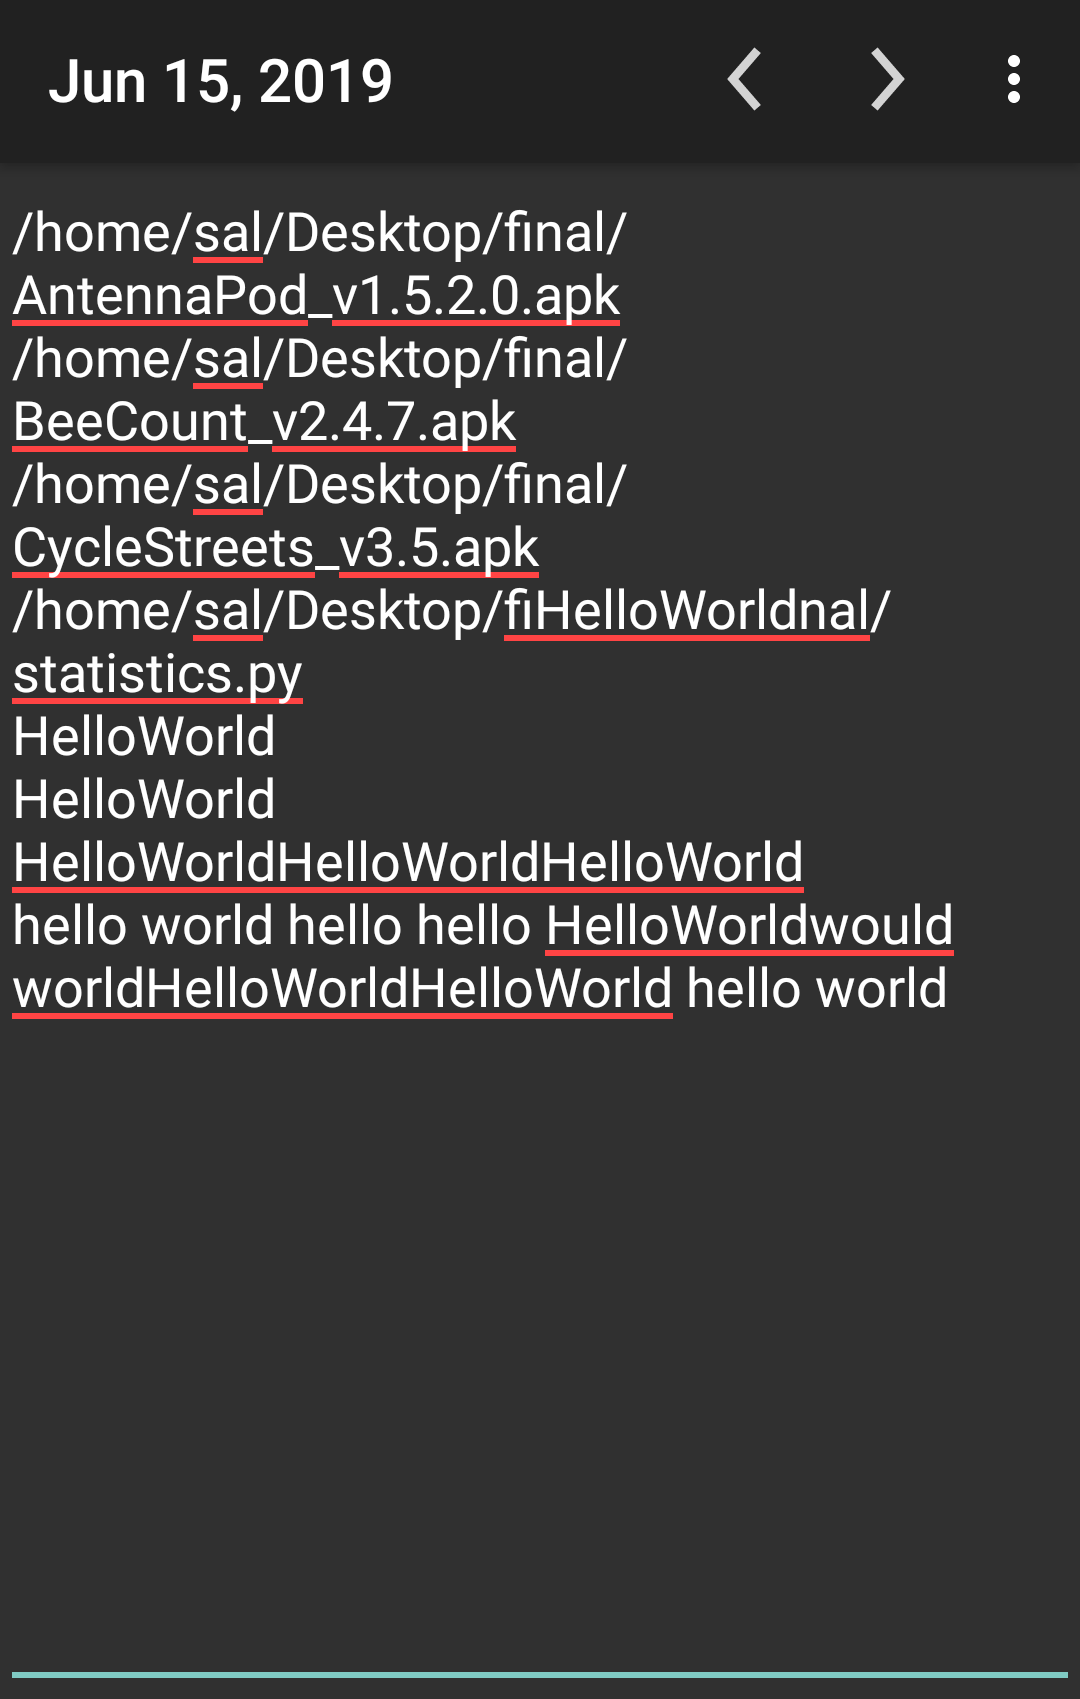 Jun 15, 2019
/home/sal/Desktop/final/
AntennaPod_v1.5.2.0.apk
/home/sal/Desktop/final/
BeeCount_v2.4.7.apk
/home/sal/Desktop/final/
CycleStreets_v3.5.apk
/home/sal/Desktop/fiHelloWorldnal/
statistics.py
HelloWorld
HelloWorld
HelloWorldHelloWorldHelloWorld
hello world hello hello HelloWorldwould
worldHelloWorldHelloWorld hello world